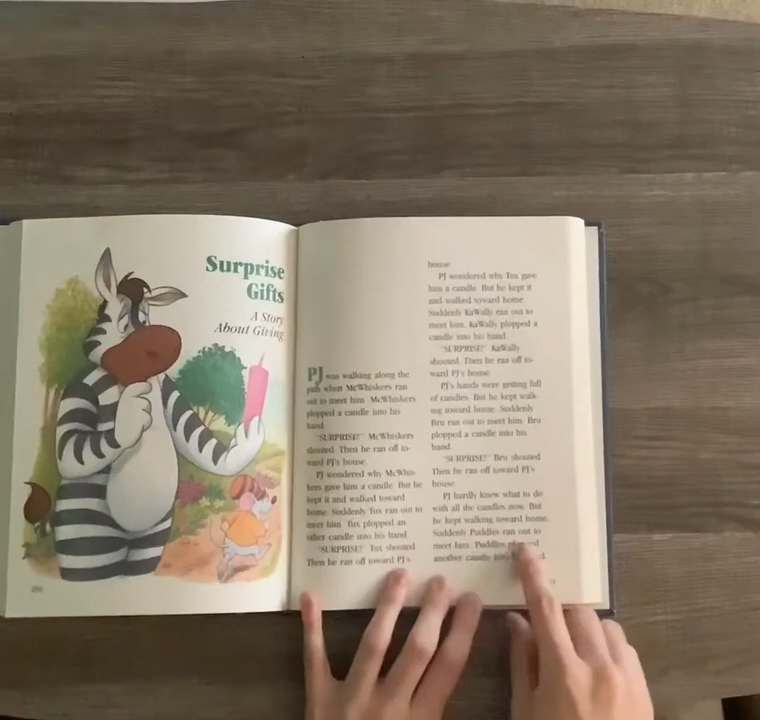 Surprise
Gifts
A Story
About Giving
PJ was walking along the
path when McWhiskers ran
out to meet him. McWhiskers
plopped a candle into his
hand.
"SURPRISE!" McWhiskers
shouted. Then he ran off to-
ward PJ's house.
PJ wondered why McWhis-
kers gave him a candle. But he
kept it and walked toward
home. Suddenly Tux ran out to
meet him. Tux plopped an-
other candle into his hand.
"SURPRISE!" Tux shouted.
Then he ran off toward PJ's
house.
PJ wondered why Tux gave
him a candle. But he kept it
and walked toward home.
Suddenly KaWally ran out to
meet him. KaWally plopped a
candle into his hand.
"SURPRISE!" KaWally
shouted. Then he ran off to-
ward PJ's house.
PJ's hands were getting full
of candles. But he kept walk-
ing toward home. Suddenly
Bru ran out to meet him. Bru
plopped a candle into his
hand.
"SURPRISE!" Bru shouted.
Then he ran off toward PJ's
house.
PJ hardly knew what to do
with all the candles now. But
he kept walking toward home.
Suddenly Puddles ran out to
meet him. Puddles
another candle